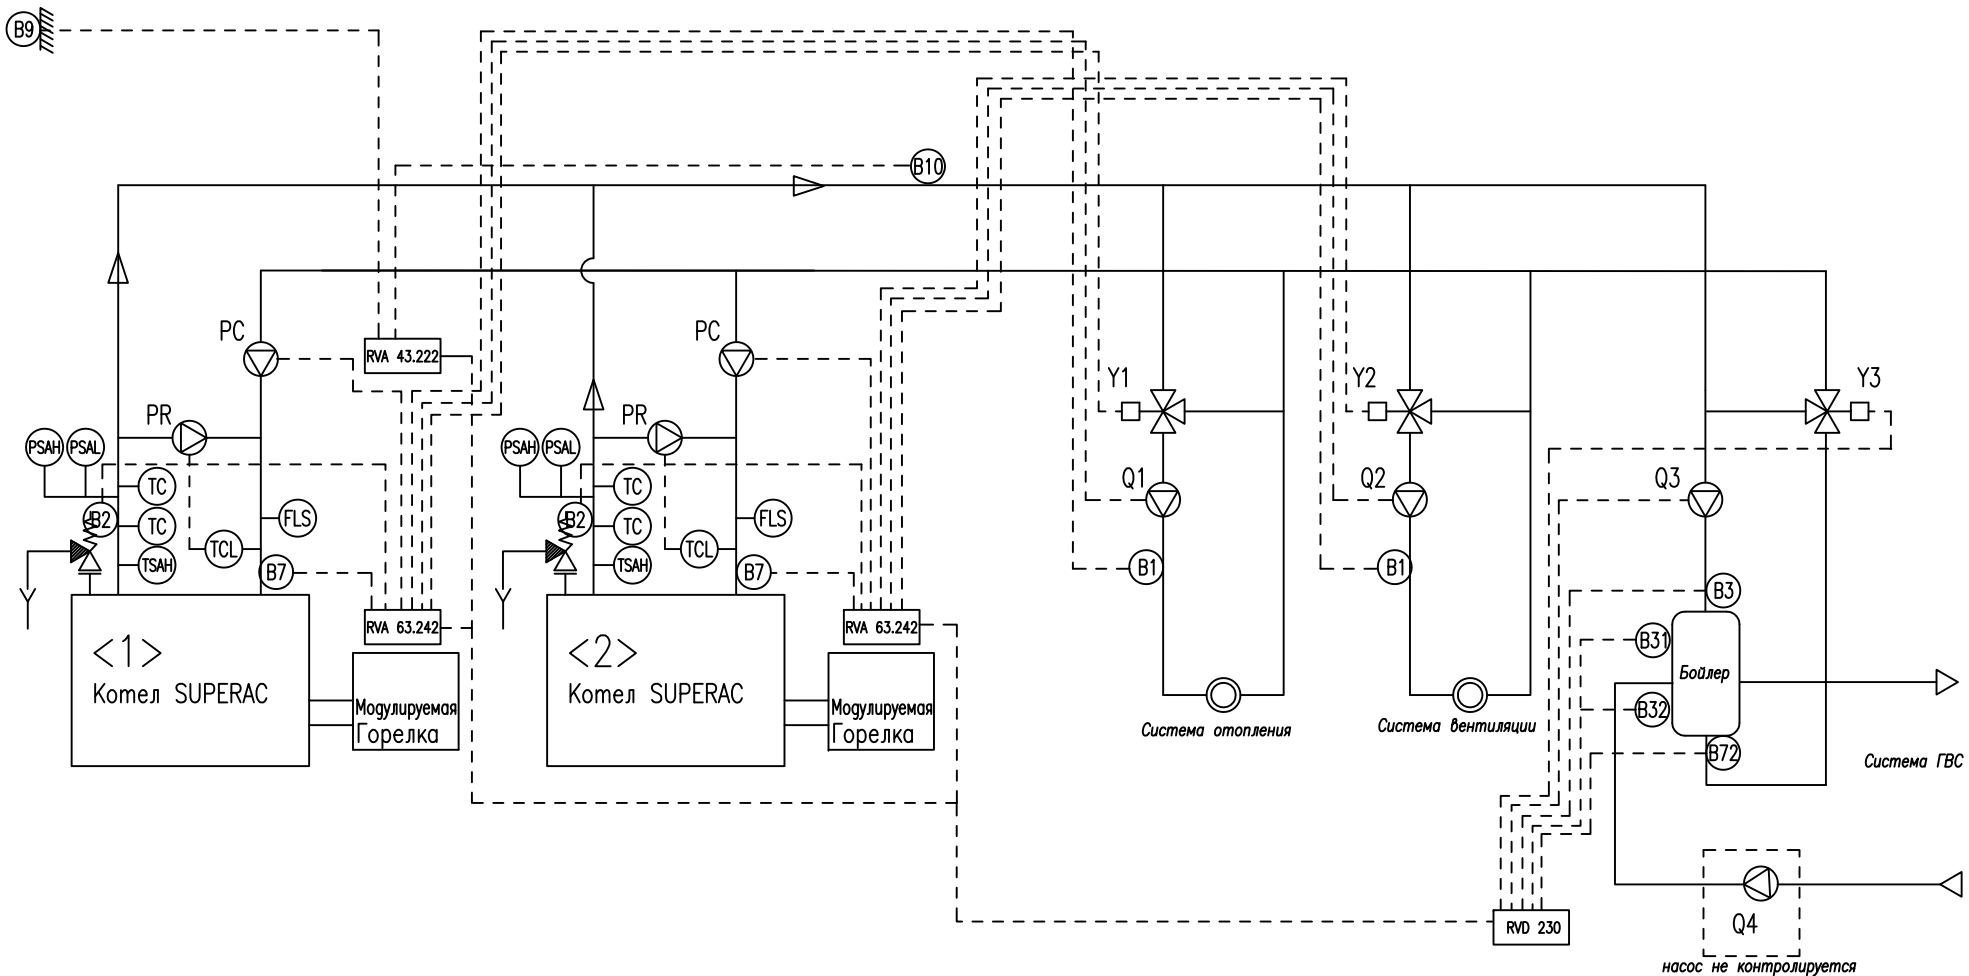 B9
B10
PC
RVA 43.222
PC
Y1
Y2
Y3
PR
PR
PSAH
PSAL
PSAH
PSAL
TC
TC
Q1
Q2
Q3
B2
TC
FLS
B2
TC
FLS
TCL
TSAH
TCL
TSAH
B7
B7
B1
B1
B3
RVA 63.242
RVA 63.242
<1>
<2>
B31
Бойлер
Котел SUPERAC
Котел SUPERAC
Модулируемая
Горелка
Модулируемая
Горелка
B32
Система отопления
Система вентиляции
B72
Система ГВС
RVD 230
Q4
насос не контролируется